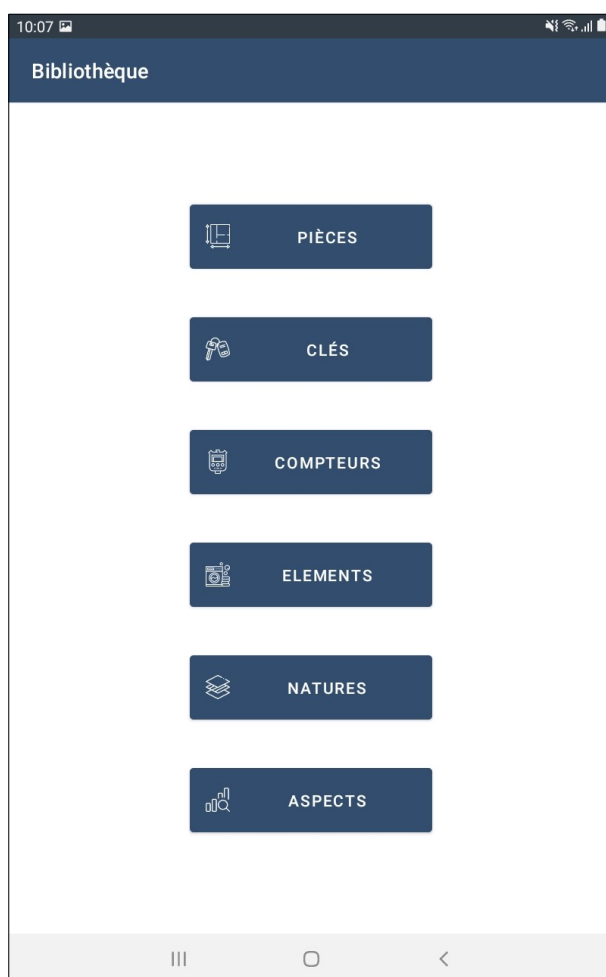 10:07
Bibliothèque
PIÈCES
CLÉS
COMPTEURS
ELEMENTS
NATURES
ASPECTS